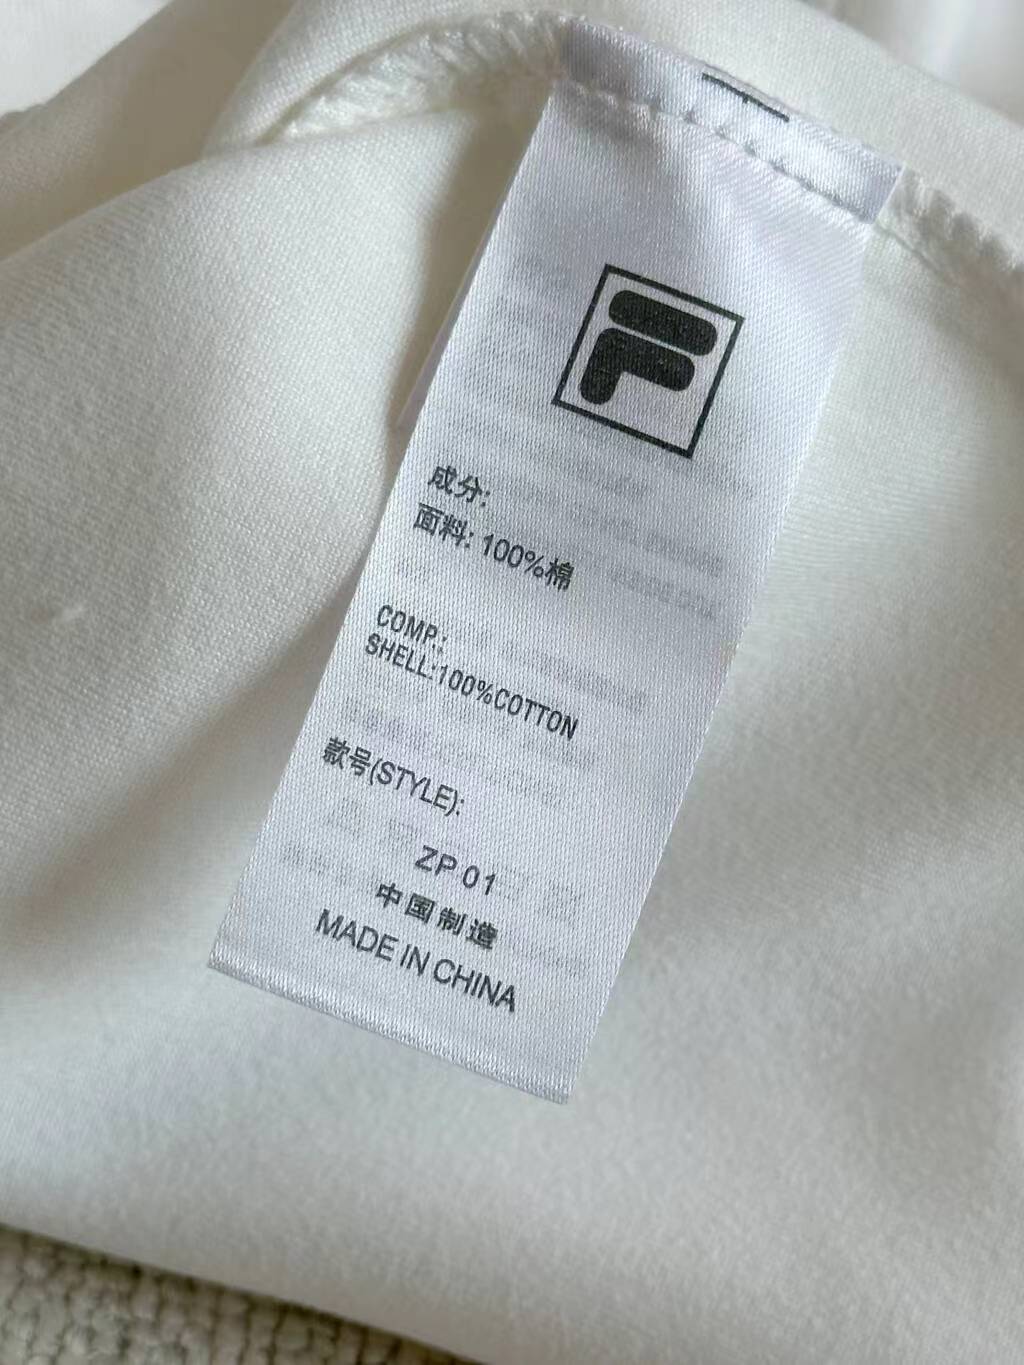 F
成分:
面料: 100%棉
COMP.:
SHELL:100%COTTON
款号(STYLE):
ZP 01
中国制造
MADE IN CHINA